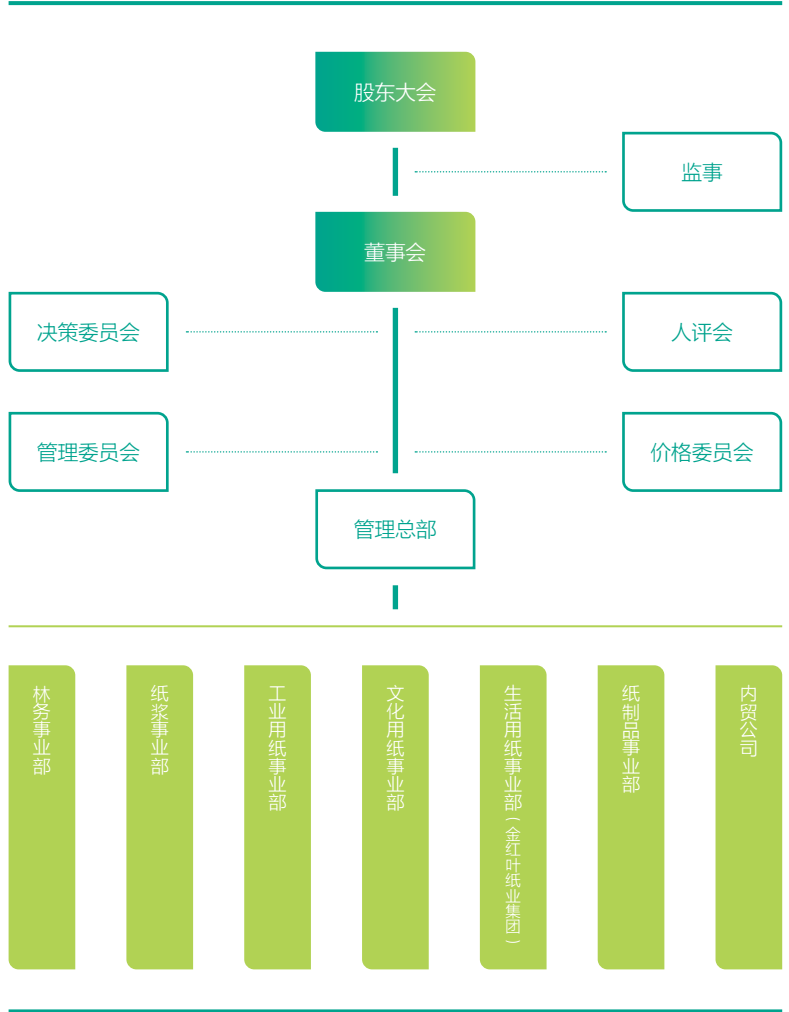 股东大会
监事
董事会
决策委员会
人评会
管理委员会
价格委员会
管理总部
林务事业部
纸浆事业部
工业用纸事业部
文化用纸事业部
生活用纸事业部(金红叶纸业集团)
纸制品事业部
内贸公司